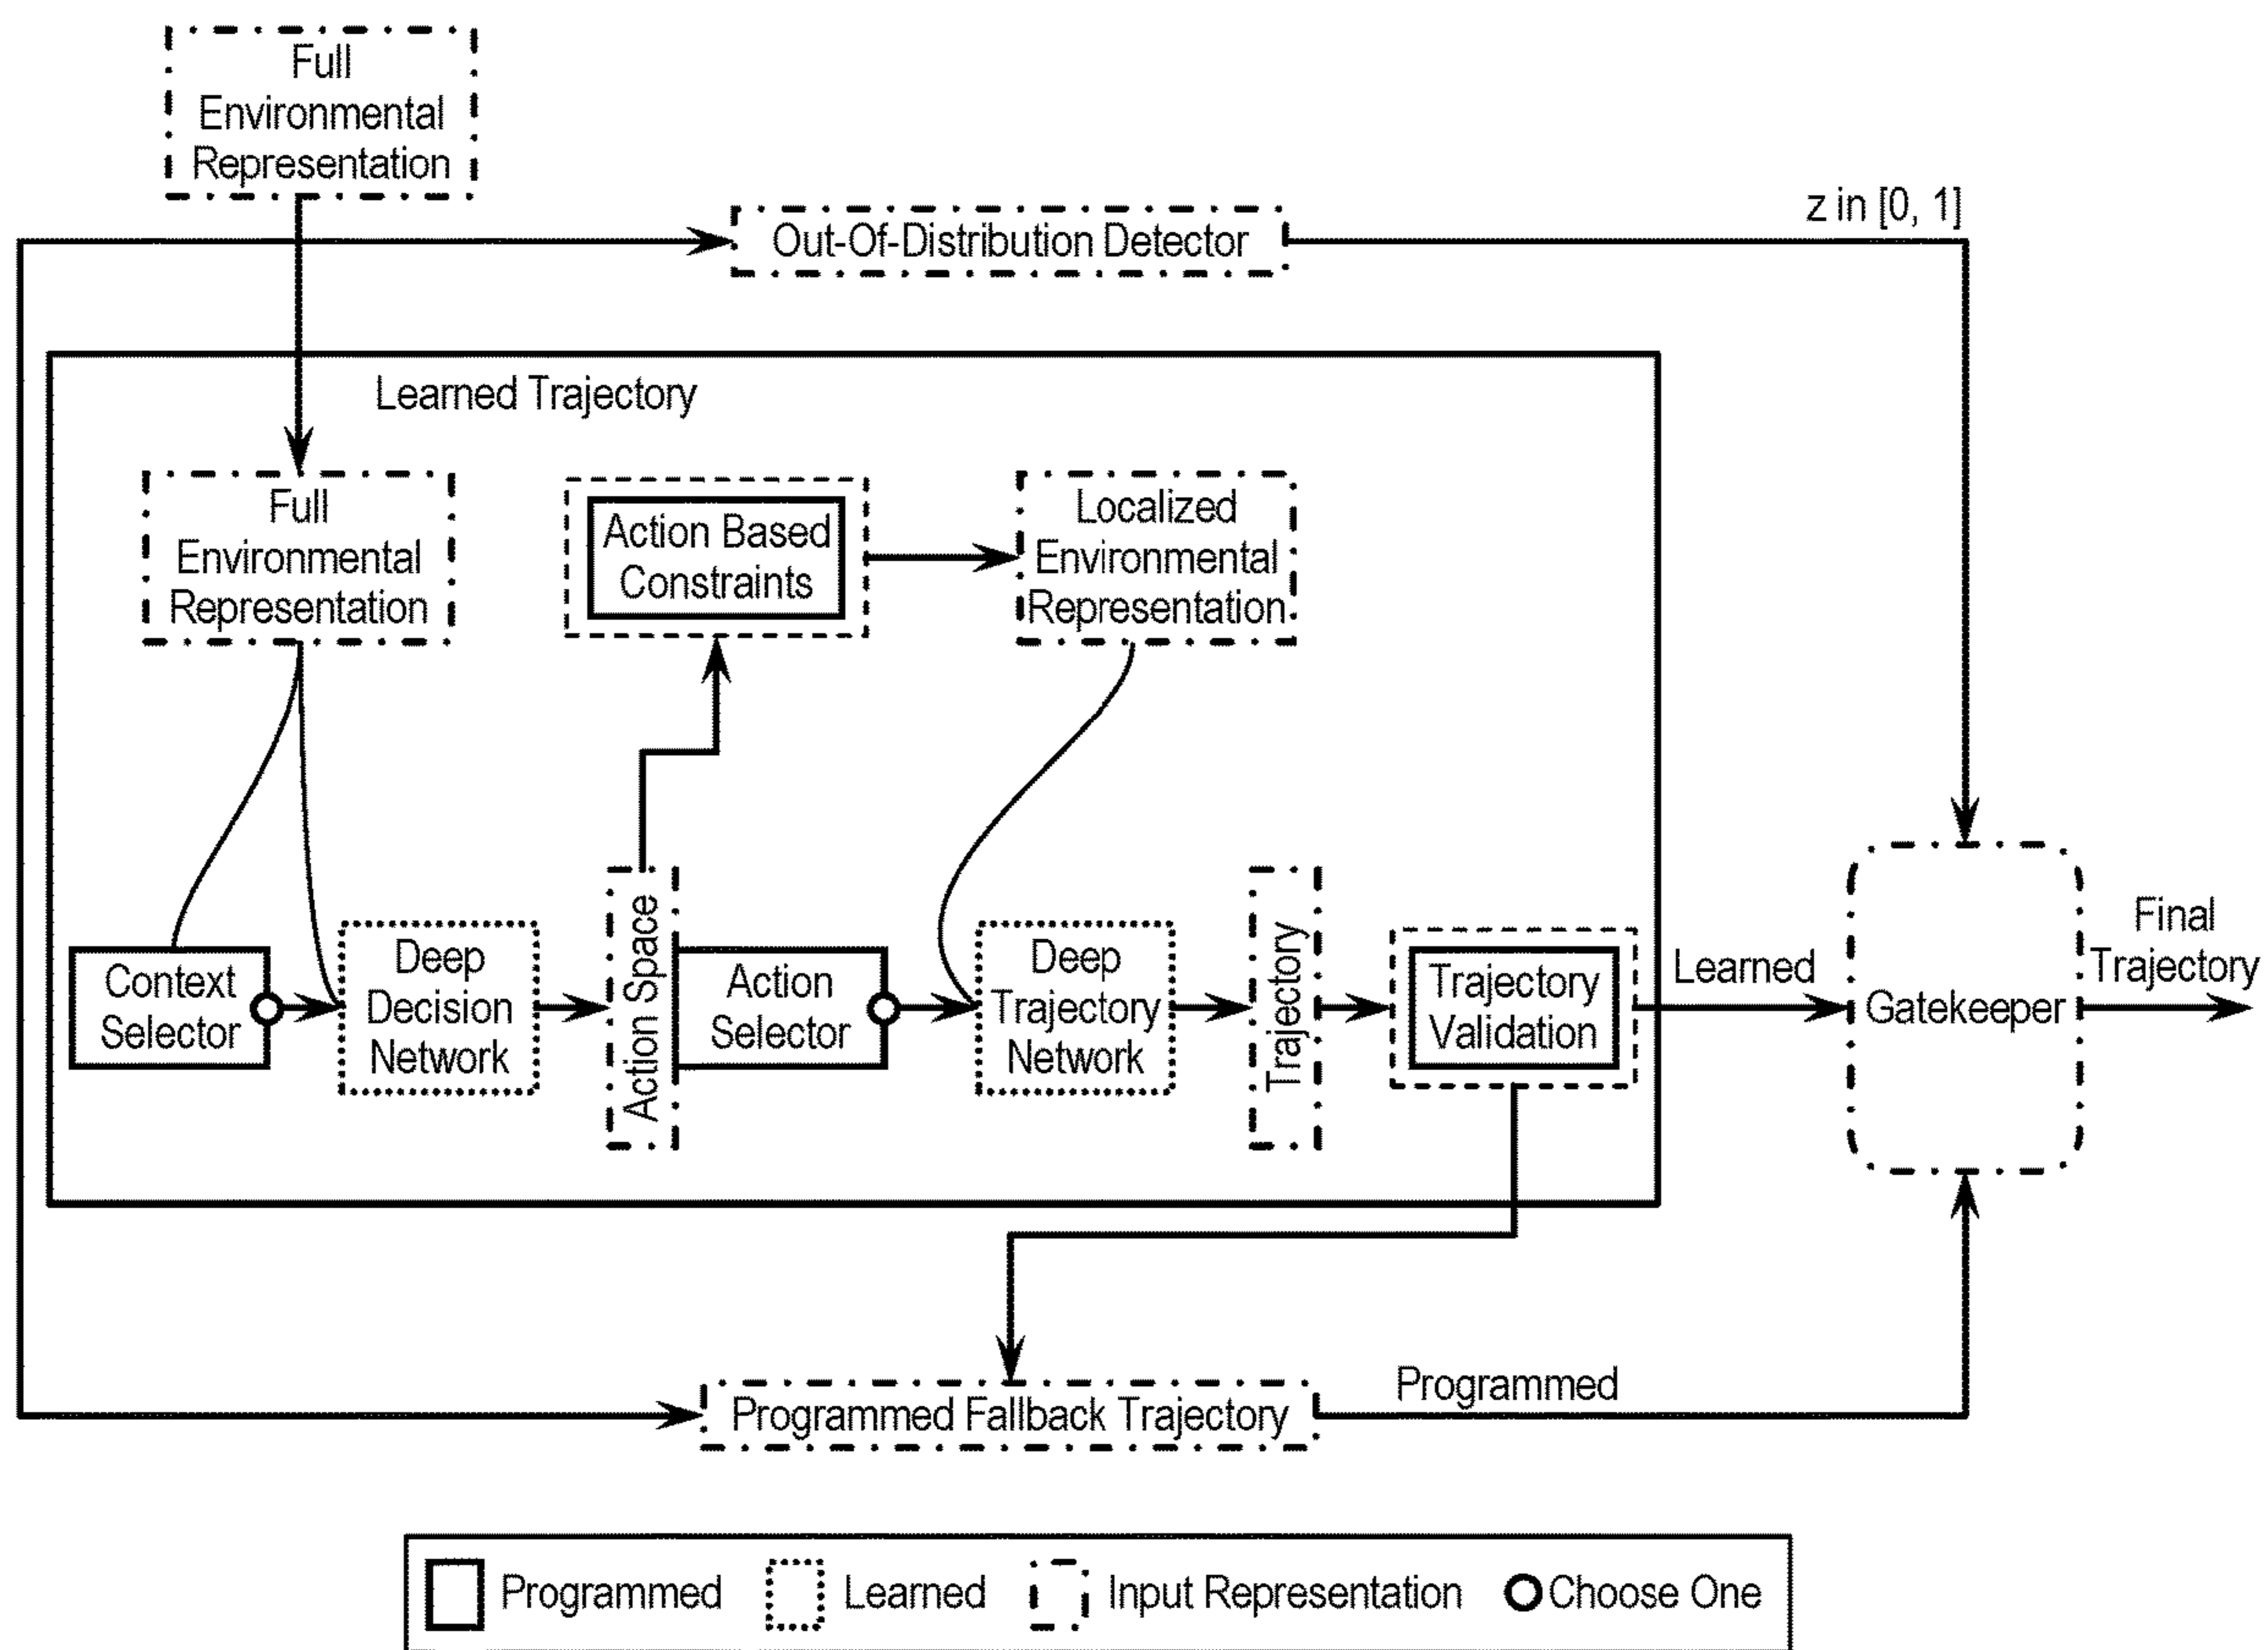 Full
Environmental
Representation
z in [0, 1]
Out-Of-Distribution Detector
Learned Trajectory
Full
Environmental
Representation
Action Based
Constraints
Localized
Environmental
Representation
Context
Selector
Deep
Decision
Network
Action Space
Action
Selector
Deep
Trajectory
Network
Trajectory
Trajectory
Validation
Learned
Gatekeeper
Final
Trajectory
Programmed Fallback Trajectory
Programmed
Programmed
Learned
Input Representation
Choose One